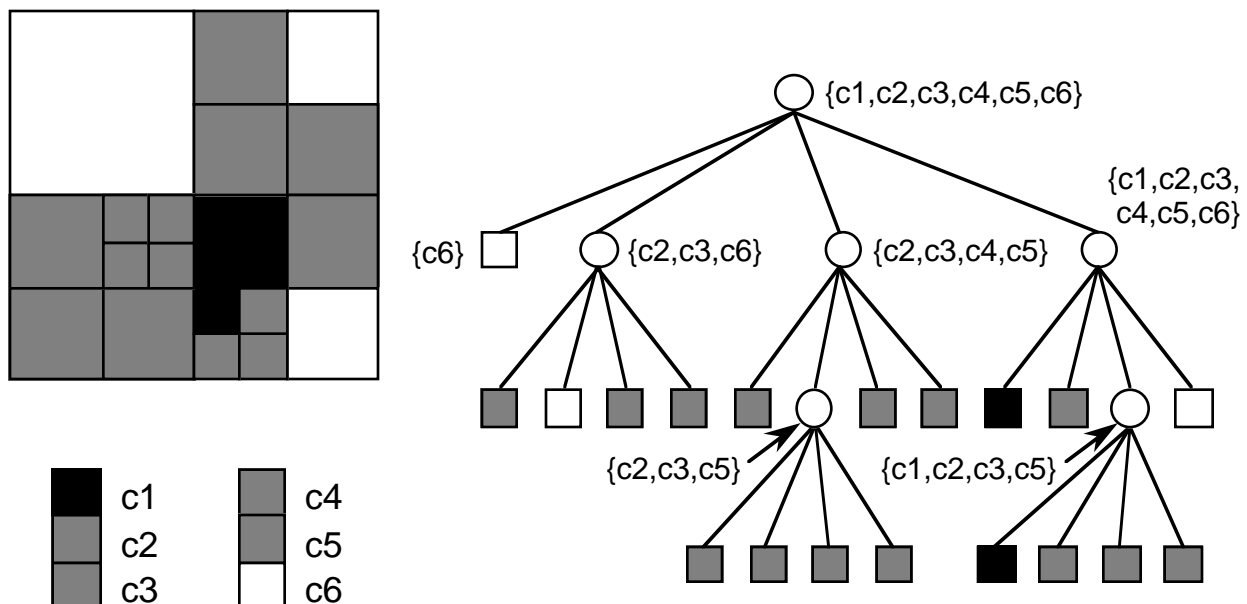 {c1,c2,c3,c4,c5,c6}
{c1,c2,c3,
c4,c5,c6}
{c6}
{c2,c3,c6}
{c2,c3,c4,c5}
{c2,c3,c5}
{c1,c2,c3,c5}
c1
c2
c3
c4
c5
c6